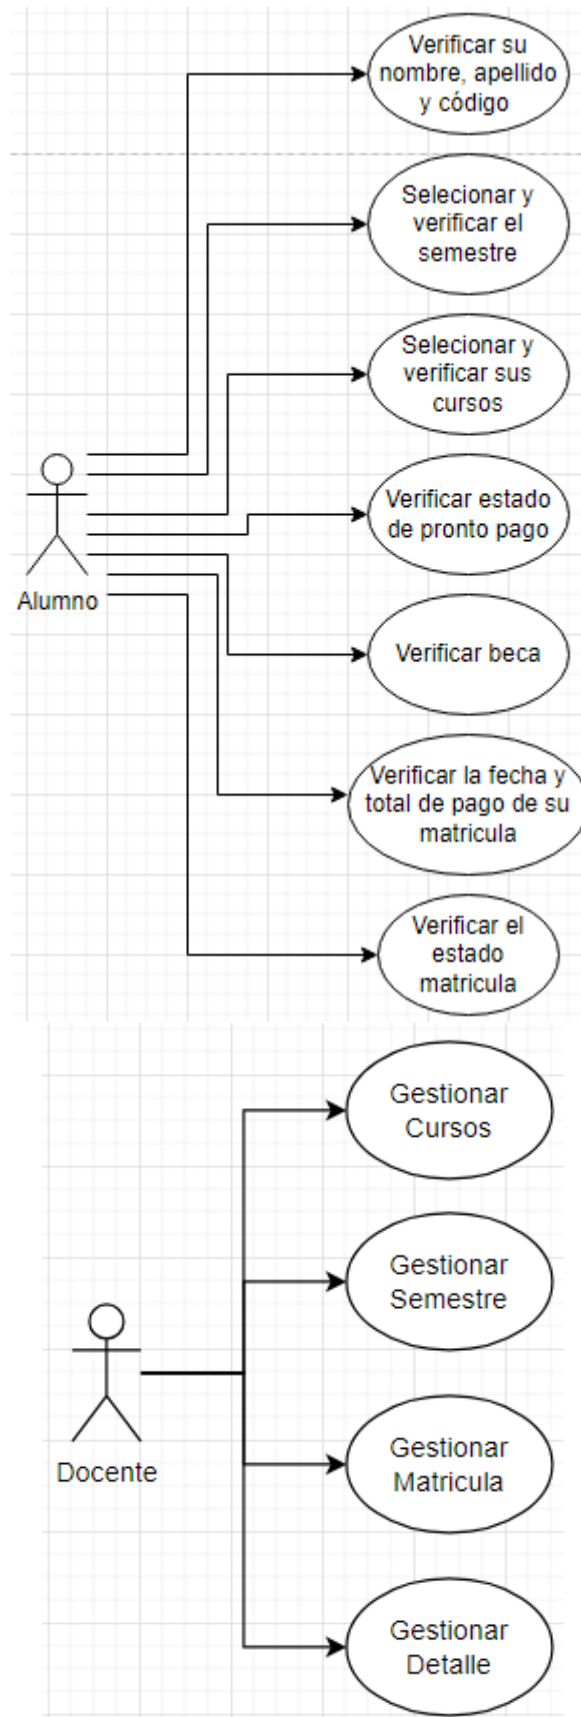 Verificar su
nombre, apellido
y código
Selecionar y
verificar el
semestre
Selecionar y
verificar sus
cursos
Verificar estado
de pronto pago
Alumno
Verificar beca
Verificar la fecha y
total de pago de su
matricula
Verificar el
estado
matricula
Gestionar
Cursos
Gestionar
Semestre
Docente
Gestionar
Matricula
Gestionar
Detalle